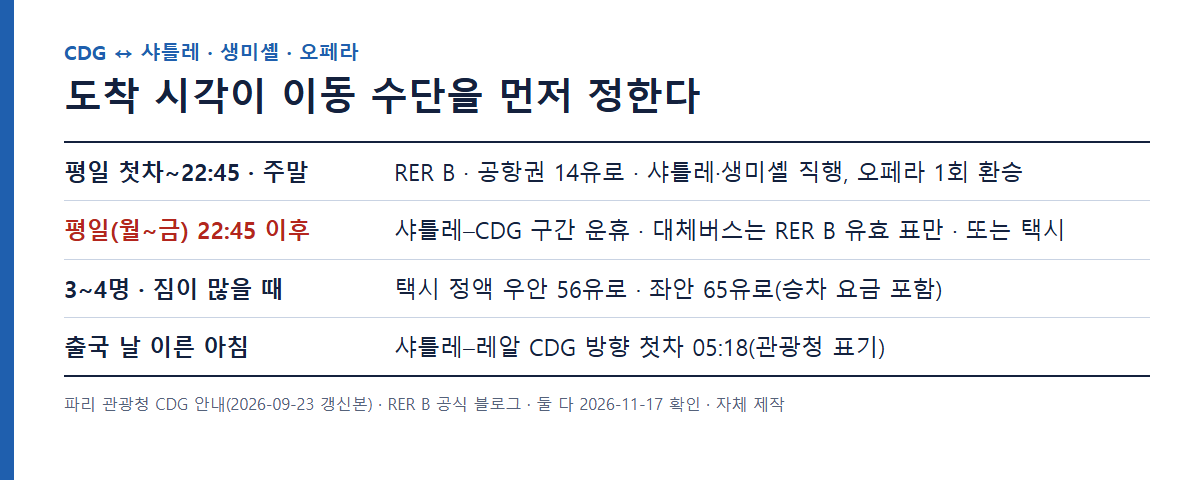 CDG ↔ 샤틀레 · 생미셸 · 오페라
도착 시각이 이동 수단을 먼저 정한다
평일 첫차~22:45 · 주말 RER B · 공항권 14유로 · 샤틀레·생미셸 직행, 오페라 1회 환승
평일(월~금) 22:45 이후 샤틀레–CDG 구간 운휴 · 대체버스는 RER B 유효 표만 · 또는 택시
3~4명 · 짐이 많을 때 택시 정액 우안 56유로 · 좌안 65유로(승차 요금 포함)
출국 날 이른 아침 샤틀레–레알 CDG 방향 첫차 05:18(관광청 표기)
파리 관광청 CDG 안내(2026-09-23 갱신본) · RER B 공식 블로그 · 둘 다 2026-11-17 확인 · 자체 제작